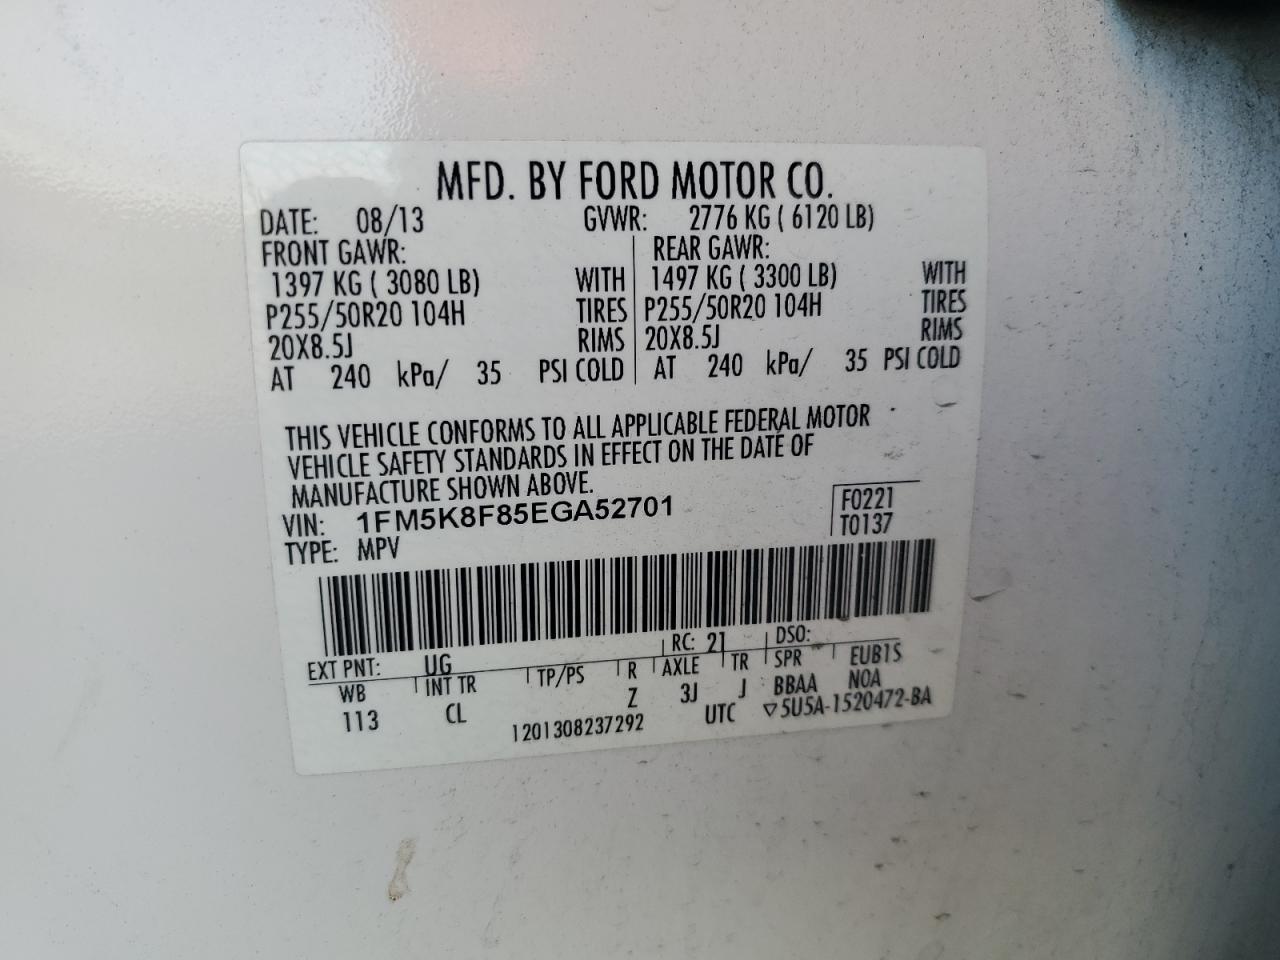 MFD. BY FORD MOTOR CO.
DATE: 08/13 GVWR: 2776 KG ( 6120 LB)
FRONT GAWR: REAR GAWR:
1397 KG ( 3080 LB) WITH 1497 KG ( 3300 LB) WITH
P255/50R20 104H TIRES P255/50R20 104H TIRES
20X8.5J RIMS 20X8.5J RIMS
AT 240 kPa/ 35 PSI COLD AT 240 kPa/ 35 PSI COLD
THIS VEHICLE CONFORMS TO ALL APPLICABLE FEDERAL MOTOR
VEHICLE SAFETY STANDARDS IN EFFECT ON THE DATE OF
MANUFACTURE SHOWN ABOVE.
VIN: 1FM5K8F85EGA52701 F0221
TYPE: MPV T0137
EXT PNT: UG RC: 21 DSO:
WB INT TR TP/PS R AXLE TR SPR EUB1S
113 CL Z 3J J BBAA NOA
1201308237292 UTC ▽5U5A-1520472-BA